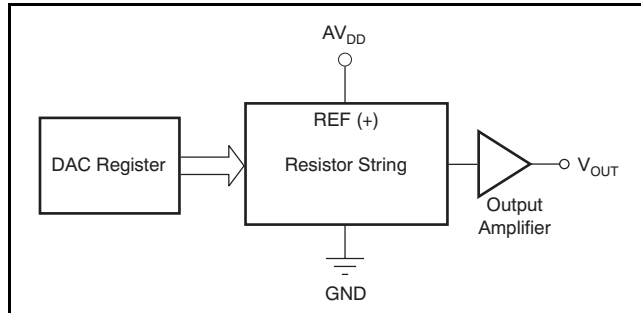 AVDD
REF (+)
DAC Register
Resistor String
VOUT
Output
Amplifier
GND